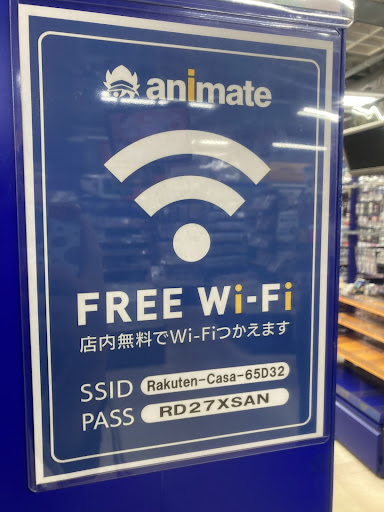 animate
FREE Wi-Fi
店内無料でWi-Fiつかえます
SSID Rakuten-Casa-65D32
PASS RD27XSAN